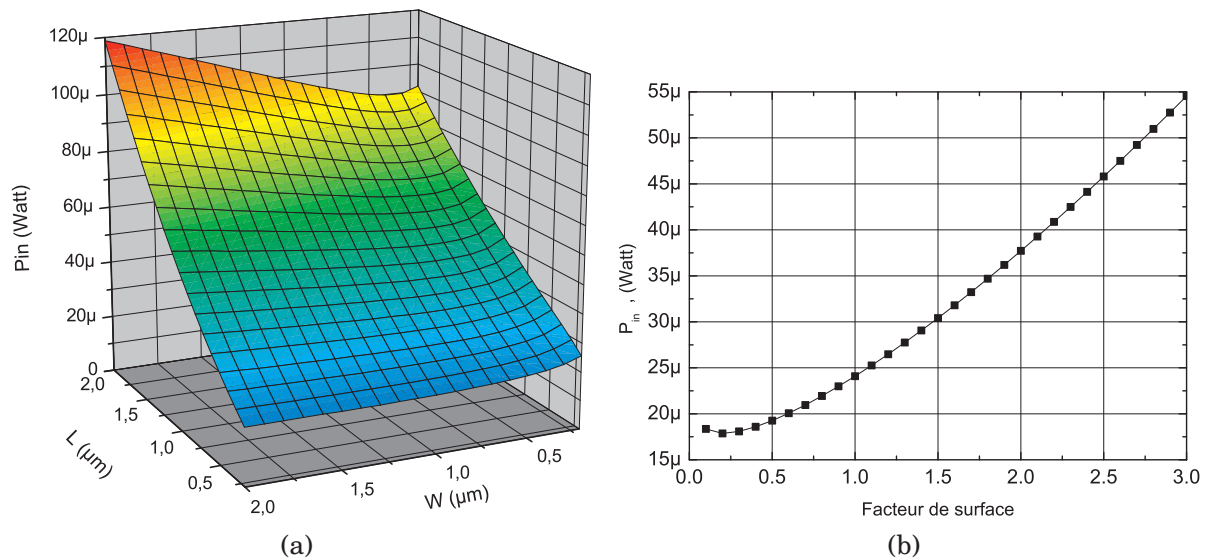 120µ
100µ
80µ
60µ
40µ
20µ
0
Pin (Watt)
2,0
1,5
1,0
0,5
L (µm)
2,0
1,5
1,0
0,5
W (µm)
(a)
55µ
50µ
45µ
40µ
35µ
30µ
25µ
20µ
15µ
P in , (Watt)
0.0 0.5 1.0 1.5 2.0 2.5 3.0
Facteur de surface
(b)